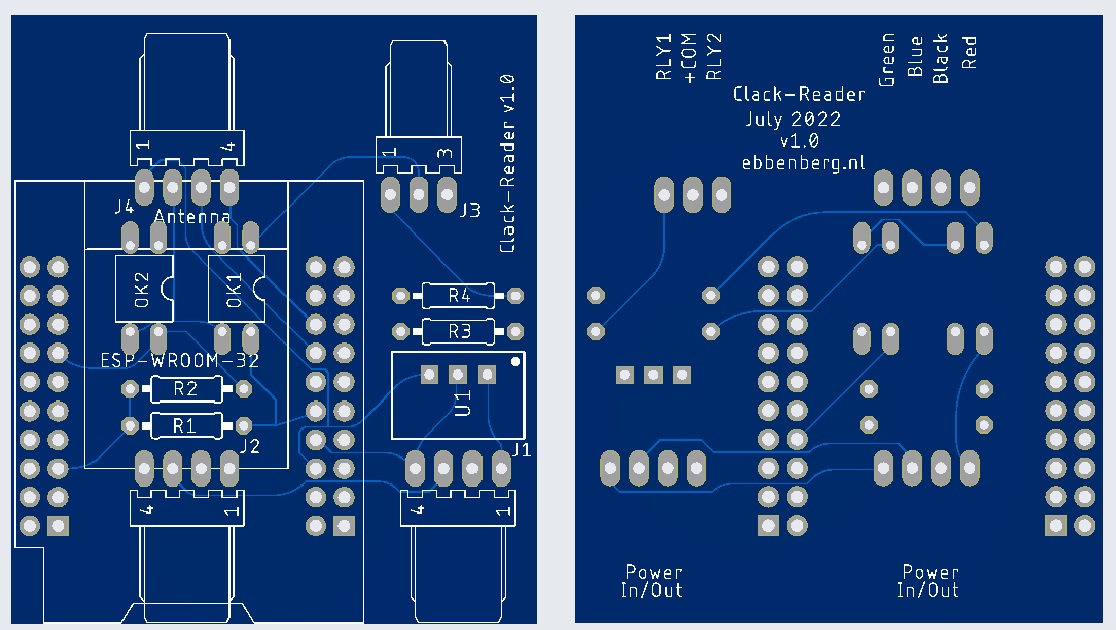 1
4
1
3
Clack-Reader v1.0
J4
Antenna
J3
OK2
OK1
R4
R3
ESP-WROOM-32
R2
R1
U1
J2
J1
4
1
4
1
RLY1
+COM
RLY2
Green
Blue
Black
Red
Clack-Reader
July 2022
v1.0
ebbenberg.nl
Power
In/Out
Power
In/Out